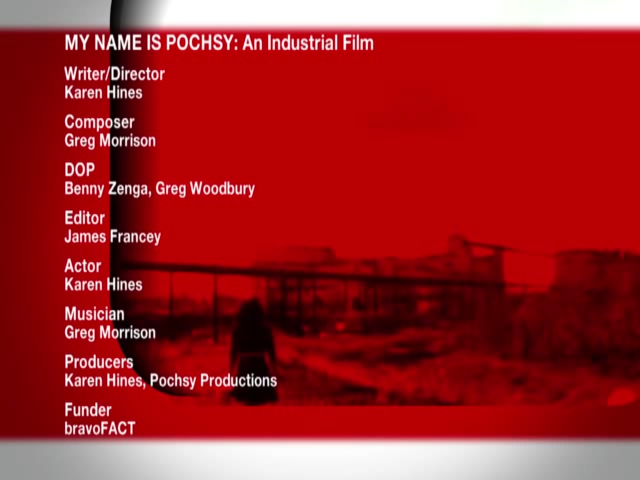 MY NAME IS POCHSY: An Industrial Film
Writer/Director
Karen Hines
Composer
Greg Morrison
DOP
Benny Zenga, Greg Woodbury
Editor
James Francey
Actor
Karen Hines
Musician
Greg Morrison
Producers
Karen Hines, Pochsy Productions
Funder
bravoFACT